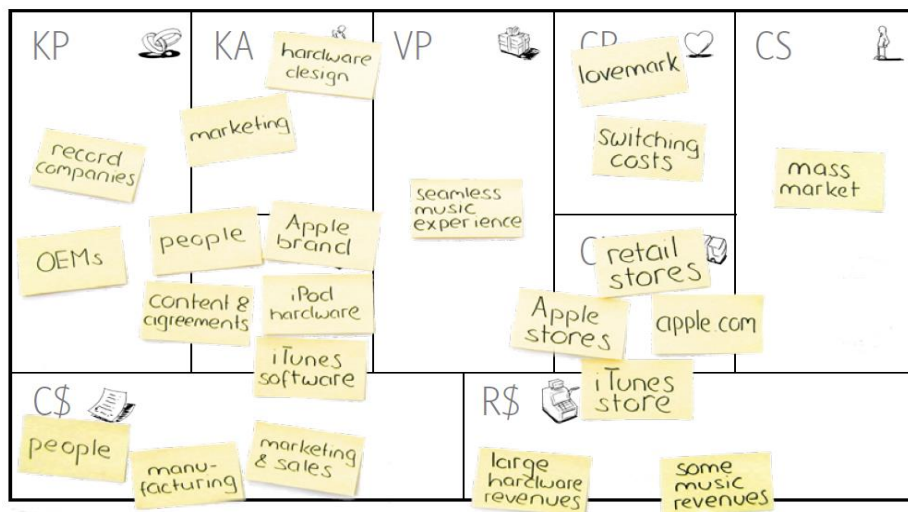 KP
record
companies
OEMs
KA
hardware
design
marketing
people
Apple
brand
content &
agreements
iPod
hardware
iTunes
software
VP
seamless
music
experience
CR
lovemark
switching
costs
retail
stores
Apple
stores
apple.com
iTunes
store
CS
mass
market
C$
people
manu-
facturing
marketing
& sales
R$
large
hardware
revenues
some
music
revenues